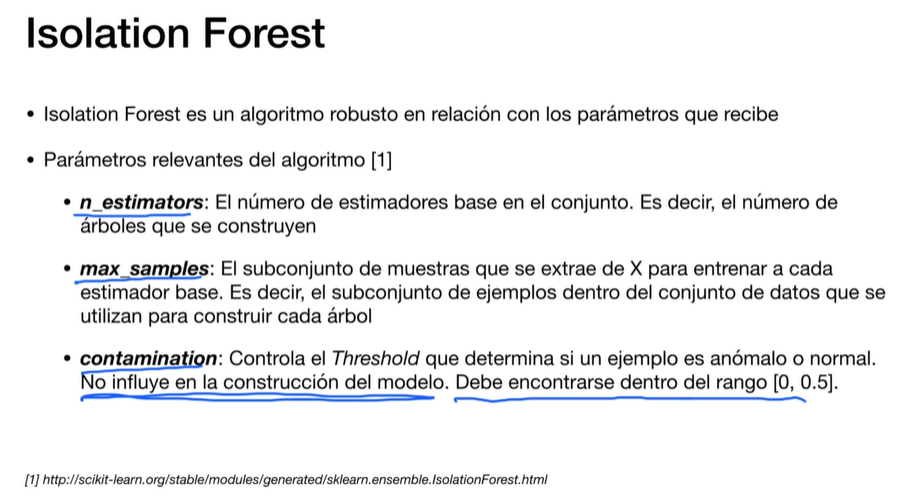 Isolation Forest
• Isolation Forest es un algoritmo robusto en relación con los parámetros que recibe
• Parámetros relevantes del algoritmo [1]
• n_estimators: El número de estimadores base en el conjunto. Es decir, el número de
árboles que se construyen
• max_samples: El subconjunto de muestras que se extrae de X para entrenar a cada
estimador base. Es decir, el subconjunto de ejemplos dentro del conjunto de datos que se
utilizan para construir cada árbol
• contamination: Controla el Threshold que determina si un ejemplo es anómalo o normal.
No influye en la construcción del modelo. Debe encontrarse dentro del rango [0, 0.5].
[1] http://scikit-learn.org/stable/modules/generated/sklearn.ensemble.IsolationForest.html